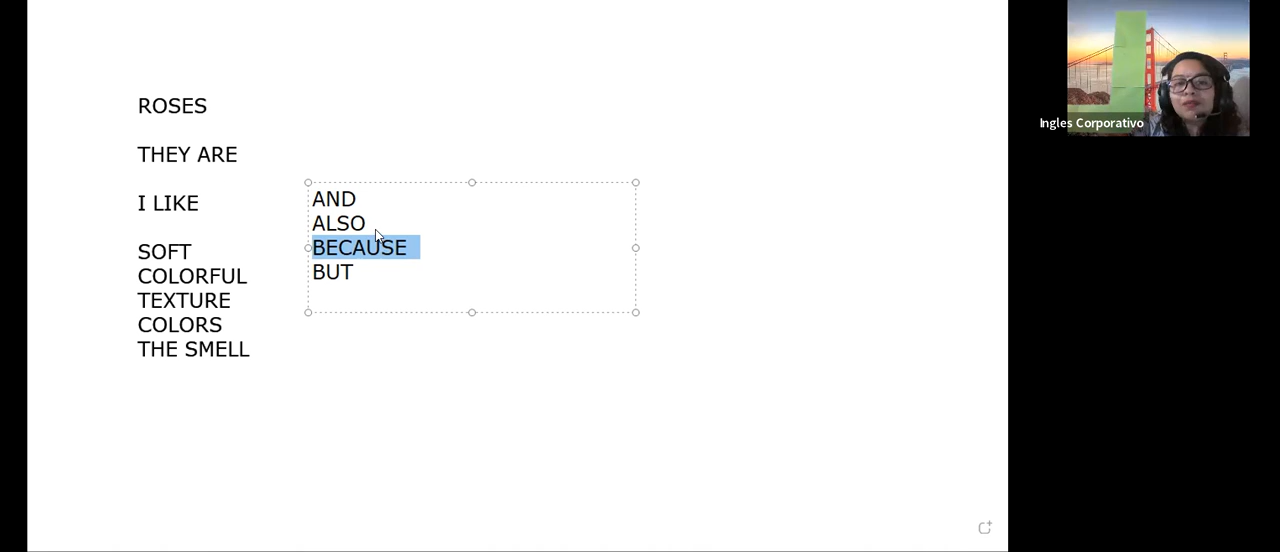 ROSES
THEY ARE
I LIKE
SOFT
COLORFUL
TEXTURE
COLORS
THE SMELL
AND
ALSO
BECAUSE
BUT
Ingles Corporativo